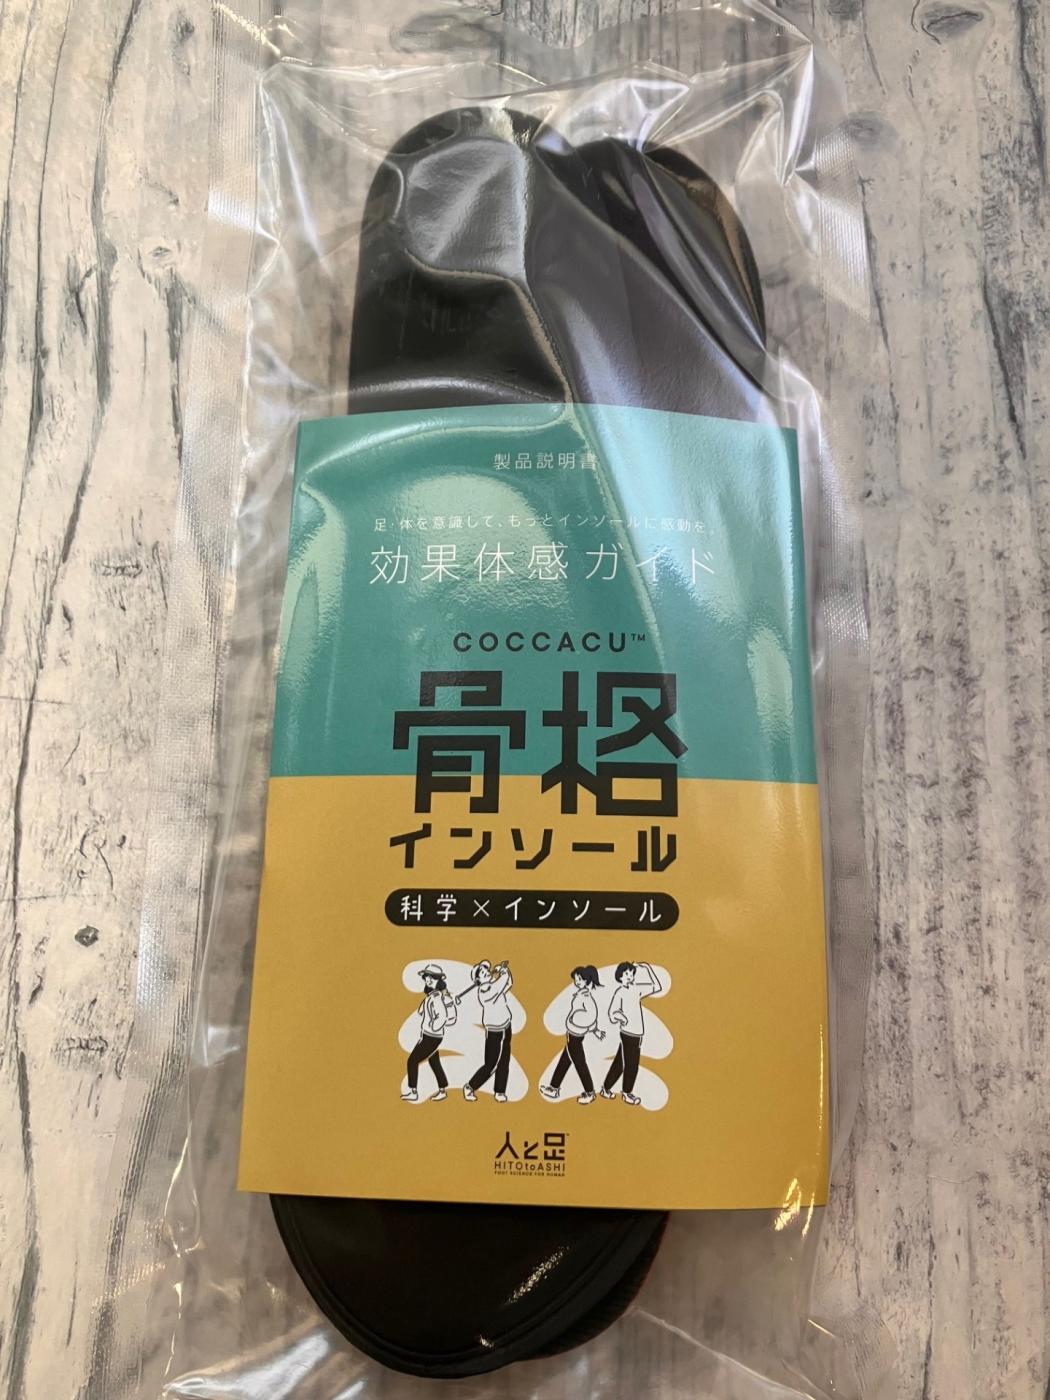 製品説明書
足・体を意識して、もっとインソールに感動を。
効果体感ガイド
COCCACU™
骨格
インソール
科学×インソール
人と足
HITOtoASHI
FOOT SCIENCE FOR HUMAN